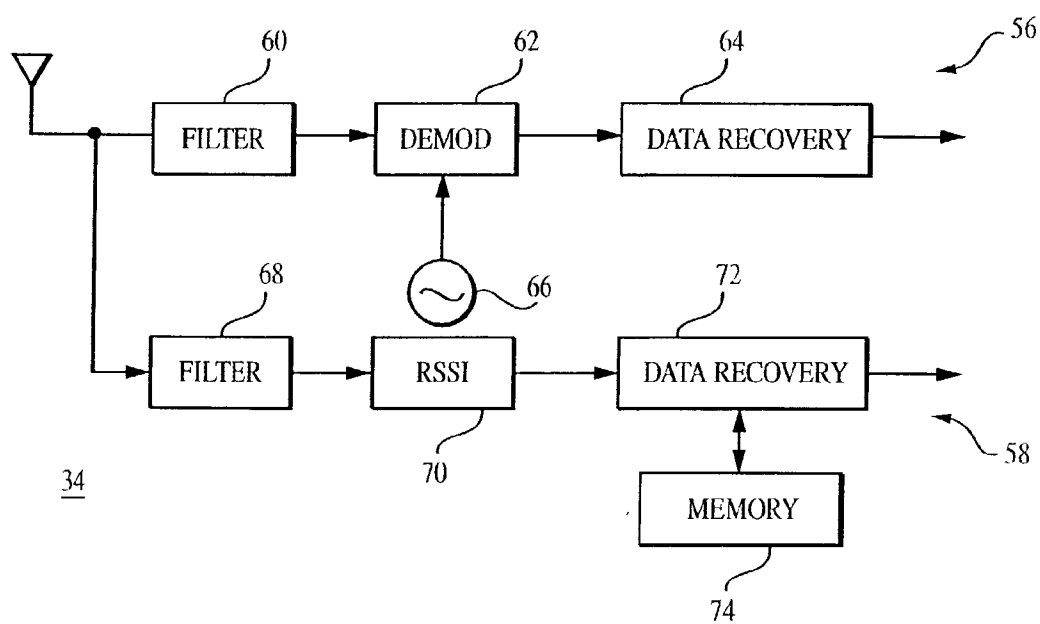 60
62
64
56
FILTER
DEMOD
DATA RECOVERY
68
66
72
FILTER
RSSI
DATA RECOVERY
70
58
34
MEMORY
74